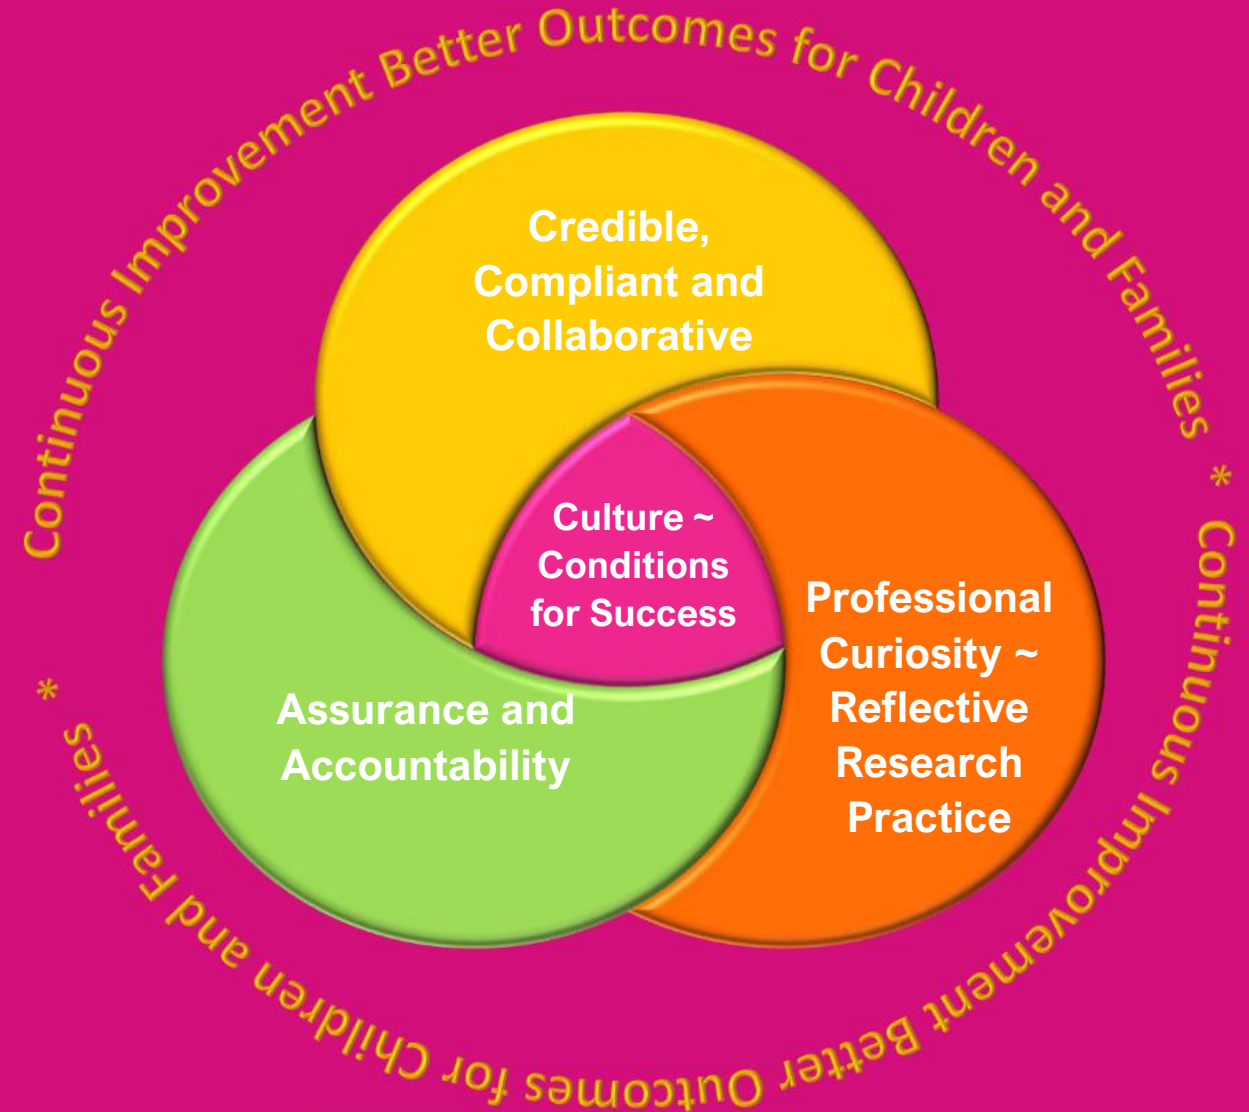 Continuous Improvement Better Outcomes for Children and Families * Continuous Improvement Better Outcomes for Children and Families *
Credible,
Compliant and
Collaborative
Culture ~
Conditions
for Success
Professional
Curiosity ~
Reflective
Research
Practice
Assurance and
Accountability